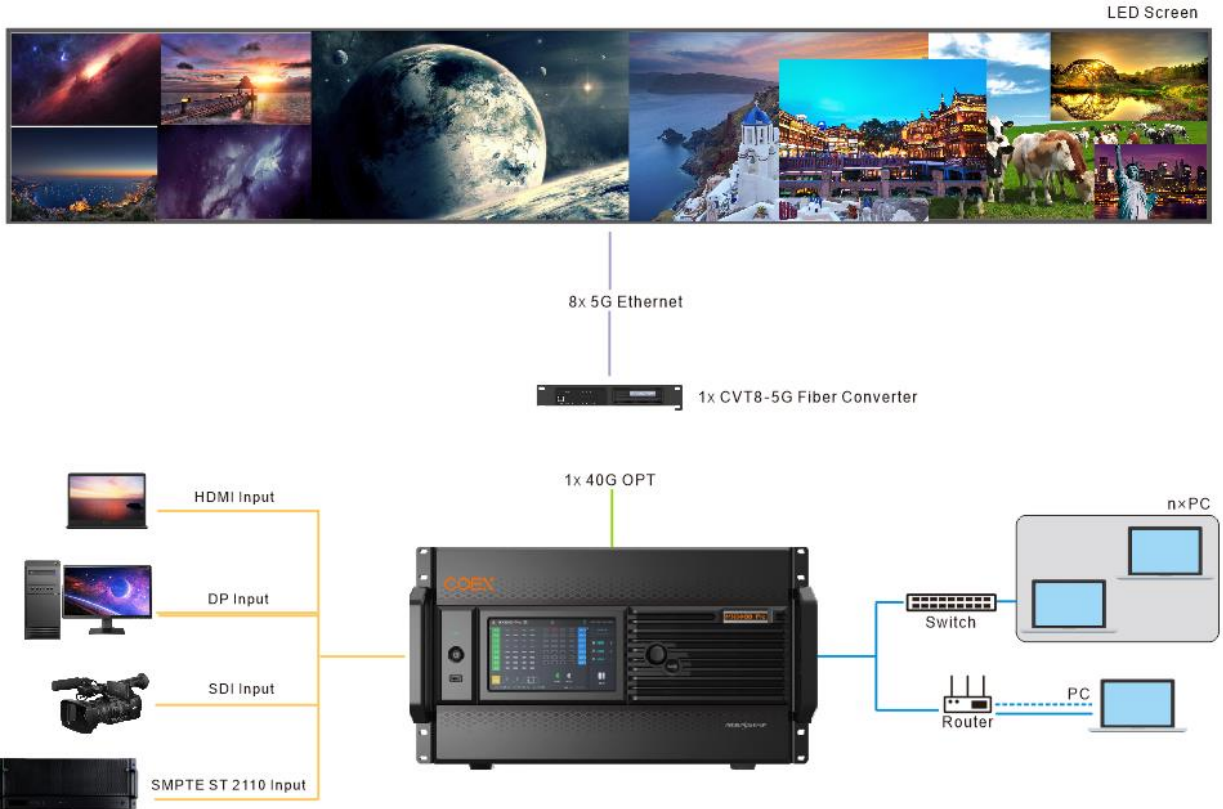 LED Screen
8x 5G Ethernet
1x CVT8-5G Fiber Converter
1x 40G OPT
HDMI Input
n×PC
COEX
DP Input
Switch
SDI Input
PC
Router
SMPTE ST 2110 Input